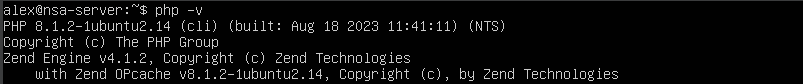 alex@nsa-server:~$ php -v
PHP 8.1.2-1ubuntu2.14 (cli) (built: Aug 18 2023 11:41:11) (NTS)
Copyright (c) The PHP Group
Zend Engine v4.1.2, Copyright (c) Zend Technologies
    with Zend OPcache v8.1.2-1ubuntu2.14, Copyright (c), by Zend Technologies